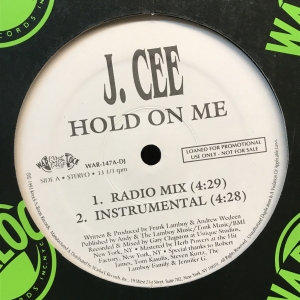 J. CEE
HOLD ON ME
WAR-147A-DJ
SIDE A • STEREO • 33 1/3 rpm
LOANED FOR PROMOTIONAL
USE ONLY - NOT FOR SALE
1. RADIO MIX (4:29)
2. INSTRUMENTAL (4:28)
Written & Produced by Frank Lamboy & Andrew Wedeen
Published by Andy & The Lamboy Music/Tonk Music/BMI
Recorded & Mixed by Gary Clugston at Unique Studios,
New York, NY • Mastered by Herb Powers at the Hit
Factory, New York, NY • Special thanks to Robert
James, Tom Kasulis, Steven Kurtz, The
Lamboy Family & Jennifer G.